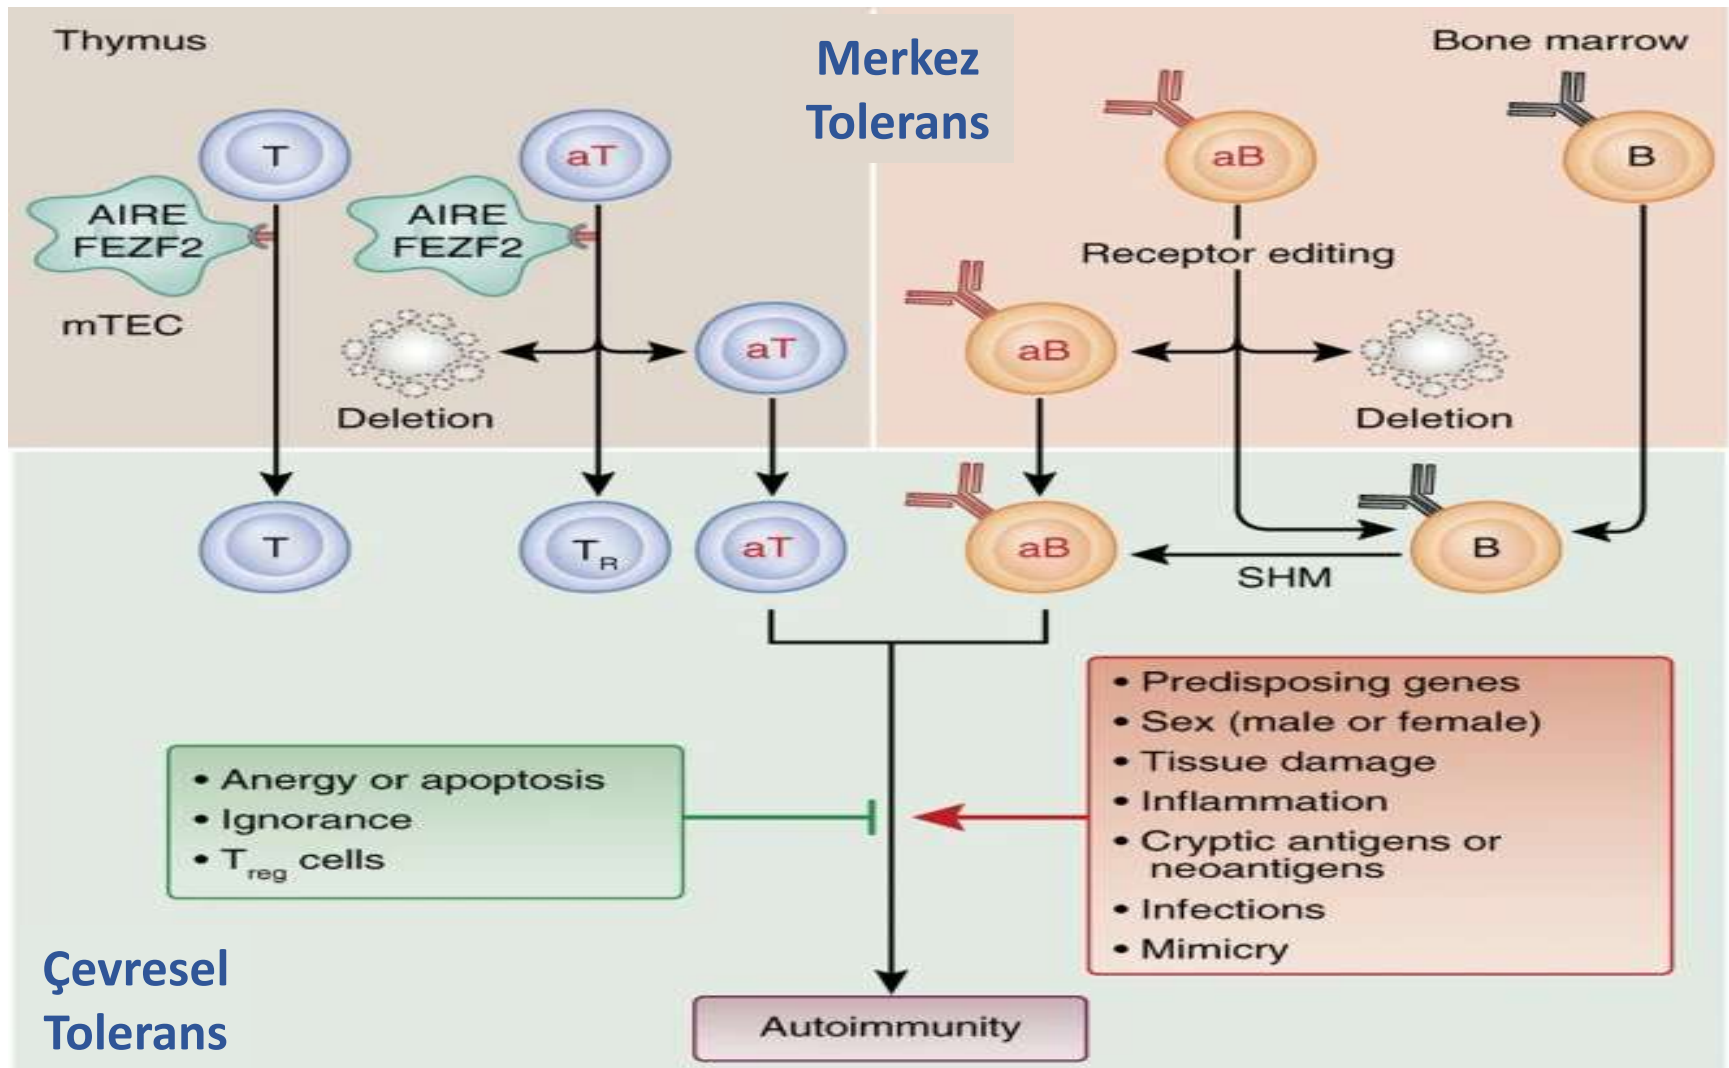 Thymus
Merkez
Tolerans
Bone marrow
T
aT
aB
B
AIRE
FEZF2
AIRE
FEZF2
mTEC
Receptor editing
aT
aB
Deletion
Deletion
T
TR
aT
aB
B
SHM
• Predisposing genes
• Sex (male or female)
• Tissue damage
• Inflammation
• Cryptic antigens or
neoantigens
• Infections
• Mimicry
• Anergy or apoptosis
• Ignorance
• Treg cells
Çevresel
Tolerans
Autoimmunity